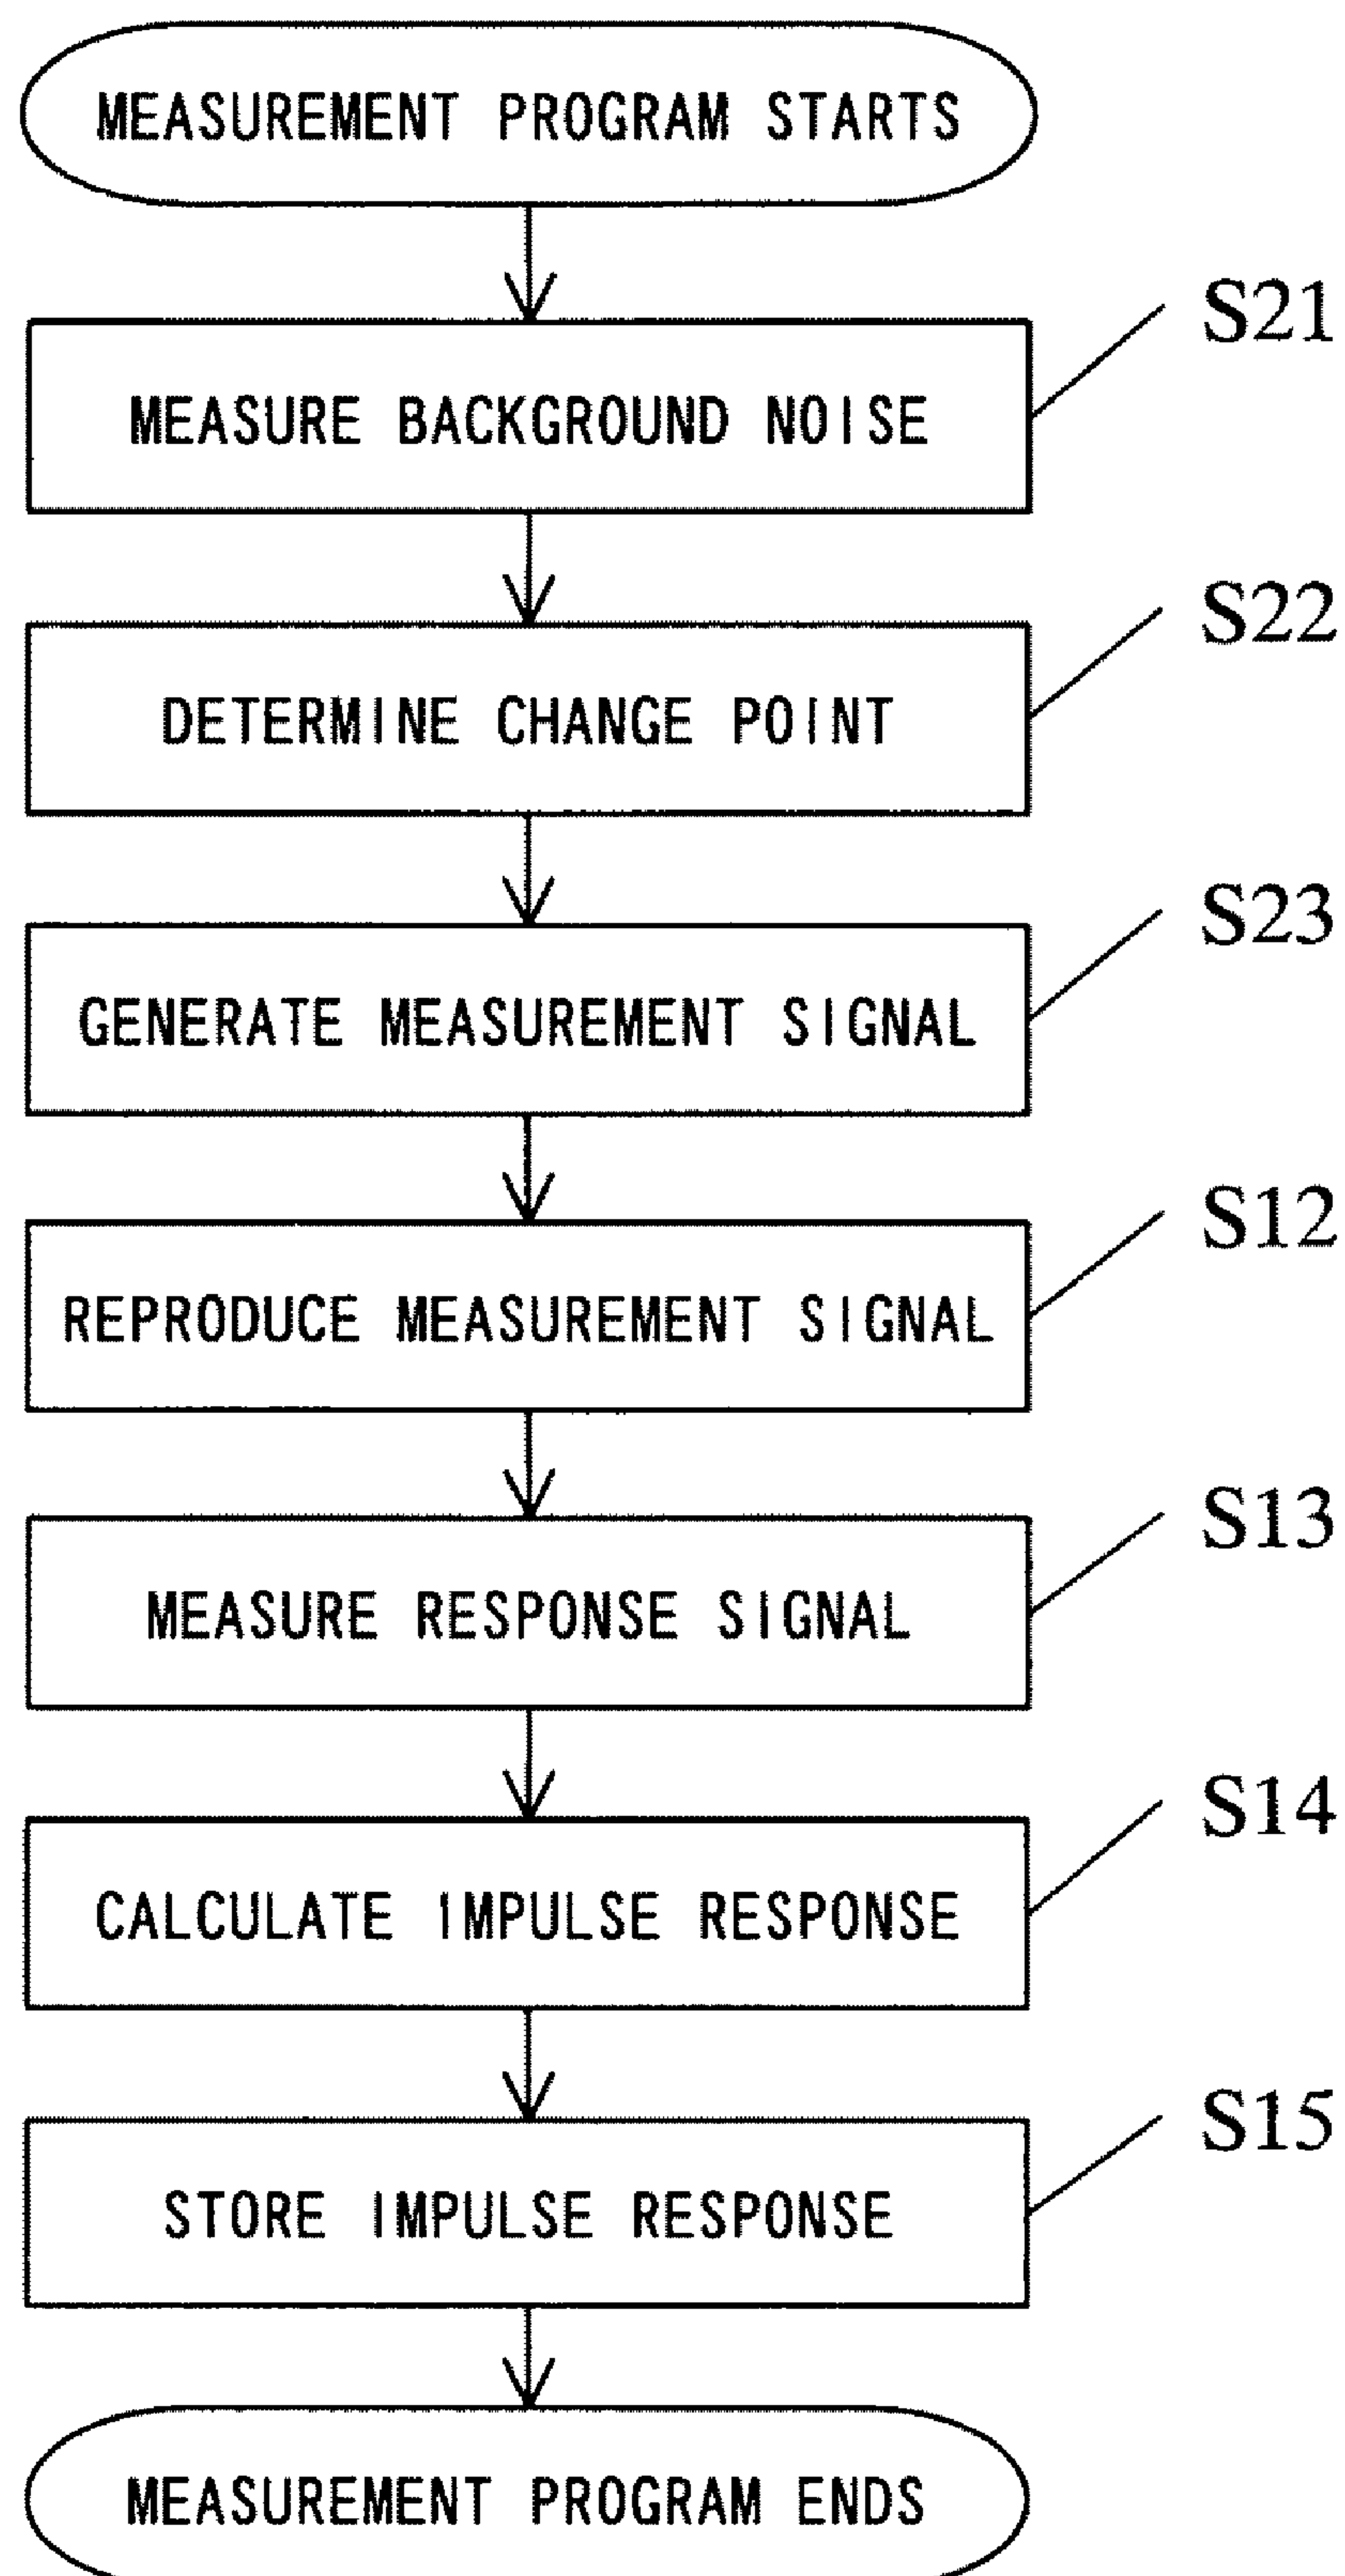 MEASUREMENT PROGRAM STARTS
S21
MEASURE BACKGROUND NOISE
S22
DETERMINE CHANGE POINT
S23
GENERATE MEASUREMENT SIGNAL
S12
REPRODUCE MEASUREMENT SIGNAL
S13
MEASURE RESPONSE SIGNAL
S14
CALCULATE IMPULSE RESPONSE
S15
STORE IMPULSE RESPONSE
MEASUREMENT PROGRAM ENDS